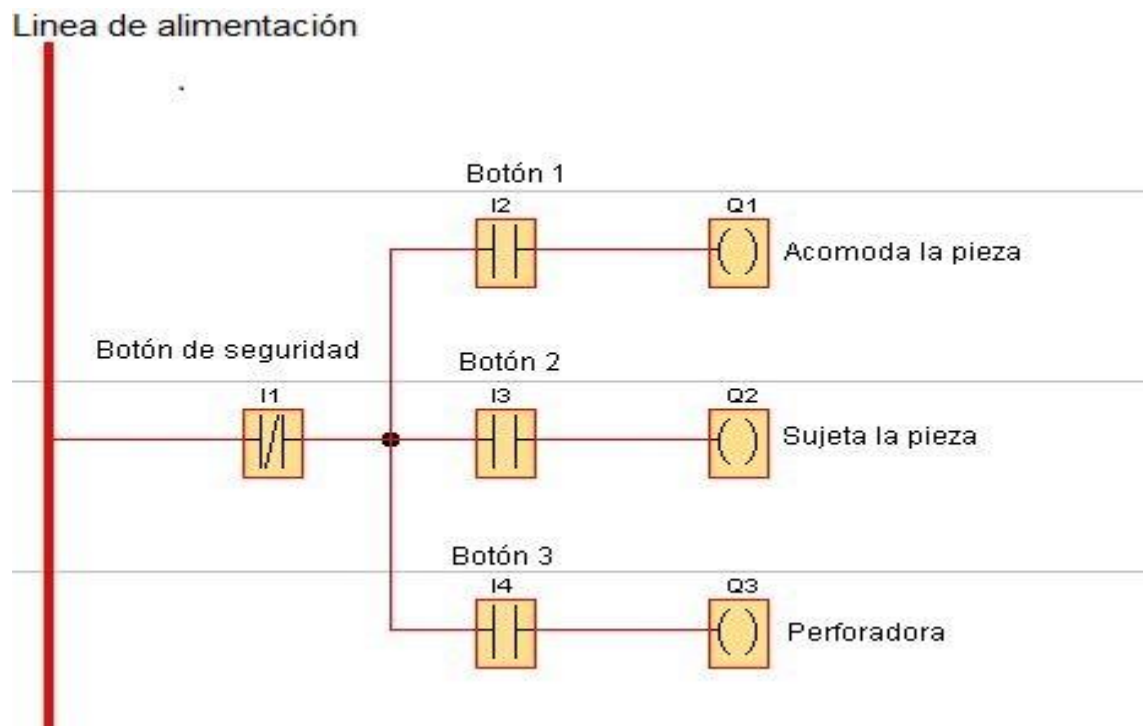 Linea de alimentación
Botón 1
I2 Q1
Acomoda la pieza
Botón de seguridad
Botón 2
I1 I3 Q2
Sujeta la pieza
Botón 3
I4 Q3
Perforadora